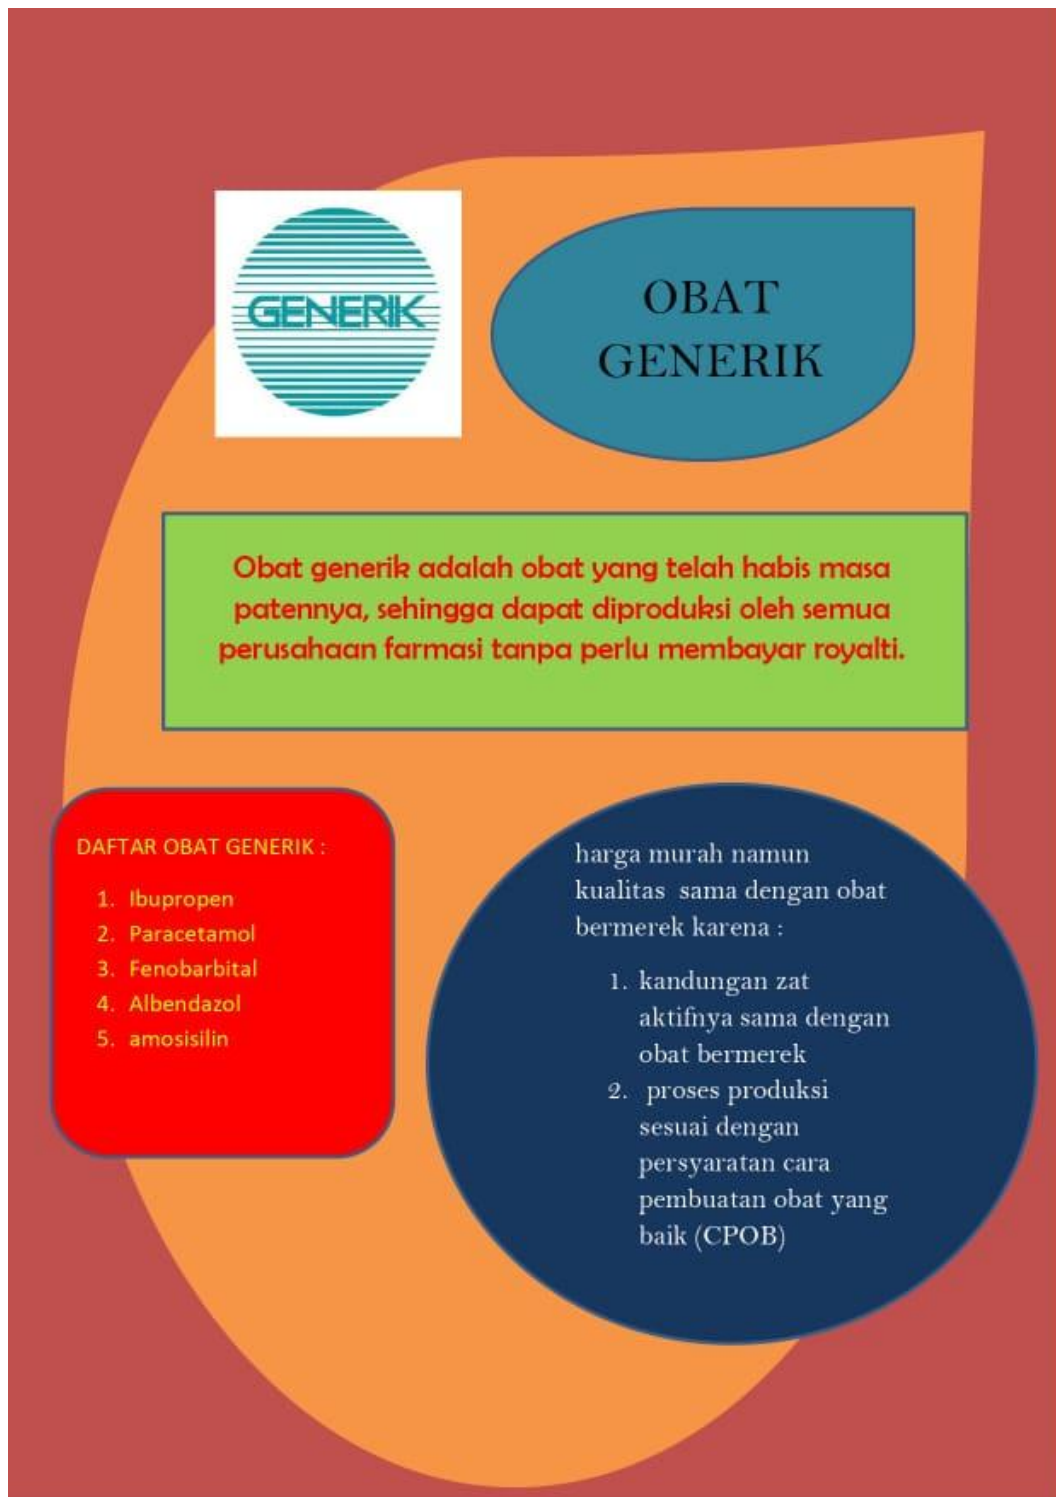 GENERIK
OBAT
GENERIK
Obat generik adalah obat yang telah habis masa
patennya, sehingga dapat diproduksi oleh semua
perusahaan farmasi tanpa perlu membayar royalti.
DAFTAR OBAT GENERIK :
1. Ibupropen
2. Paracetamol
3. Fenobarbital
4. Albendazol
5. amosisilin
harga murah namun
kualitas sama dengan obat
bermerek karena :
1. kandungan zat
aktifnya sama dengan
obat bermerek
2. proses produksi
sesuai dengan
persyaratan cara
pembuatan obat yang
baik (CPOB)